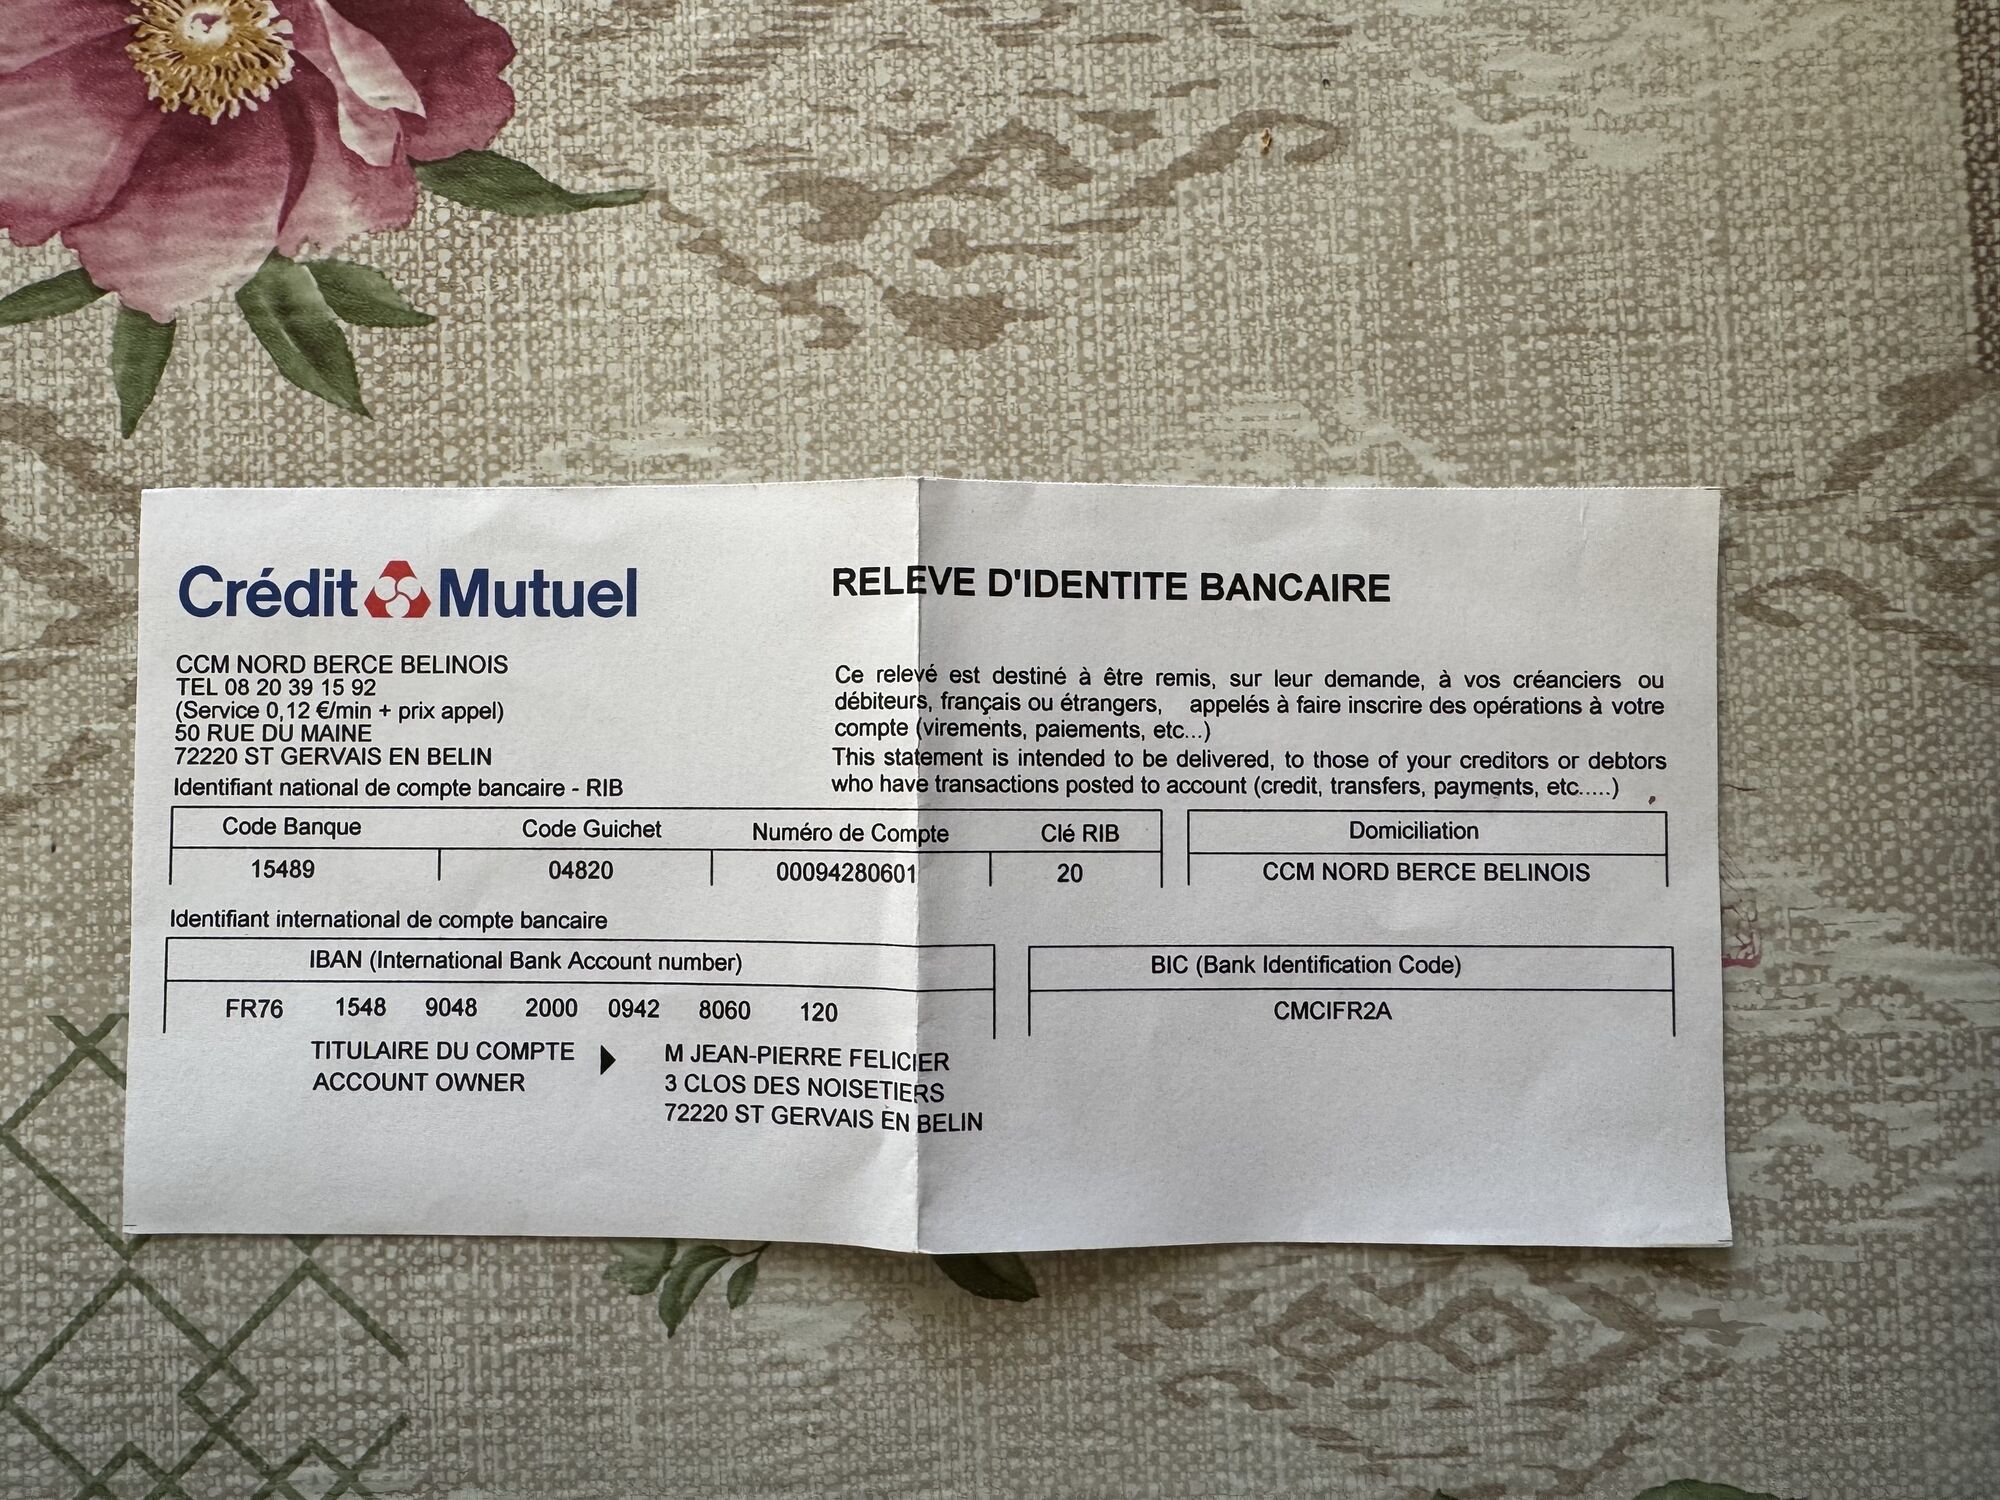 Crédit Mutuel
RELEVE D'IDENTITE BANCAIRE
CCM NORD BERCE BELINOIS
TEL 08 20 39 15 92
(Service 0,12 €/min + prix appel)
50 RUE DU MAINE
72220 ST GERVAIS EN BELIN
Ce relevé est destiné à être remis, sur leur demande, à vos créanciers ou
débiteurs, français ou étrangers, appelés à faire inscrire des opérations à votre
compte (virements, paiements, etc...)
This statement is intended to be delivered, to those of your creditors or debtors
who have transactions posted to account (credit, transfers, payments, etc.....)
Identifiant national de compte bancaire - RIB
Code Banque Code Guichet Numéro de Compte Clé RIB Domiciliation
15489 04820 00094280601 20 CCM NORD BERCE BELINOIS
Identifiant international de compte bancaire
IBAN (International Bank Account number) BIC (Bank Identification Code)
FR76 1548 9048 2000 0942 8060 120 CMCIFR2A
TITULAIRE DU COMPTE M JEAN-PIERRE FELICIER
ACCOUNT OWNER 3 CLOS DES NOISETIERS
72220 ST GERVAIS EN BELIN